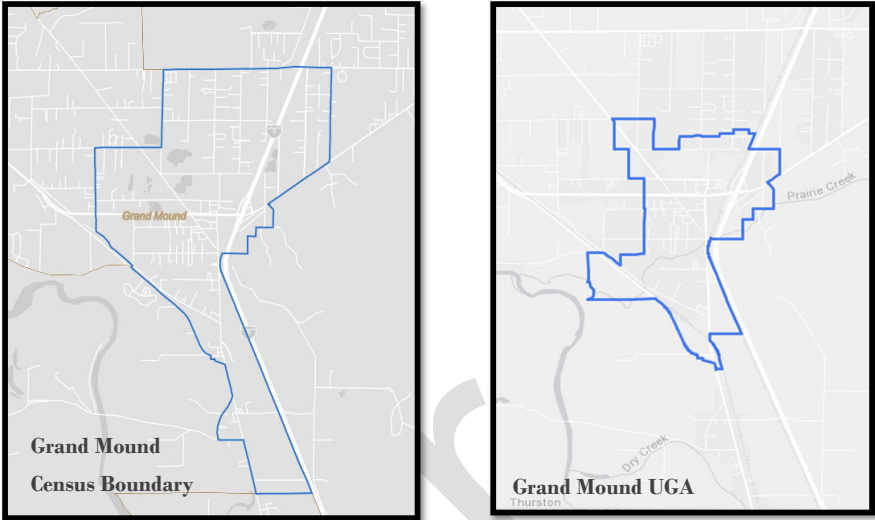 Grand Mound
Grand Mound
Census Boundary
Prairie Creek
Dry Creek
Grand Mound UGA
Thurston